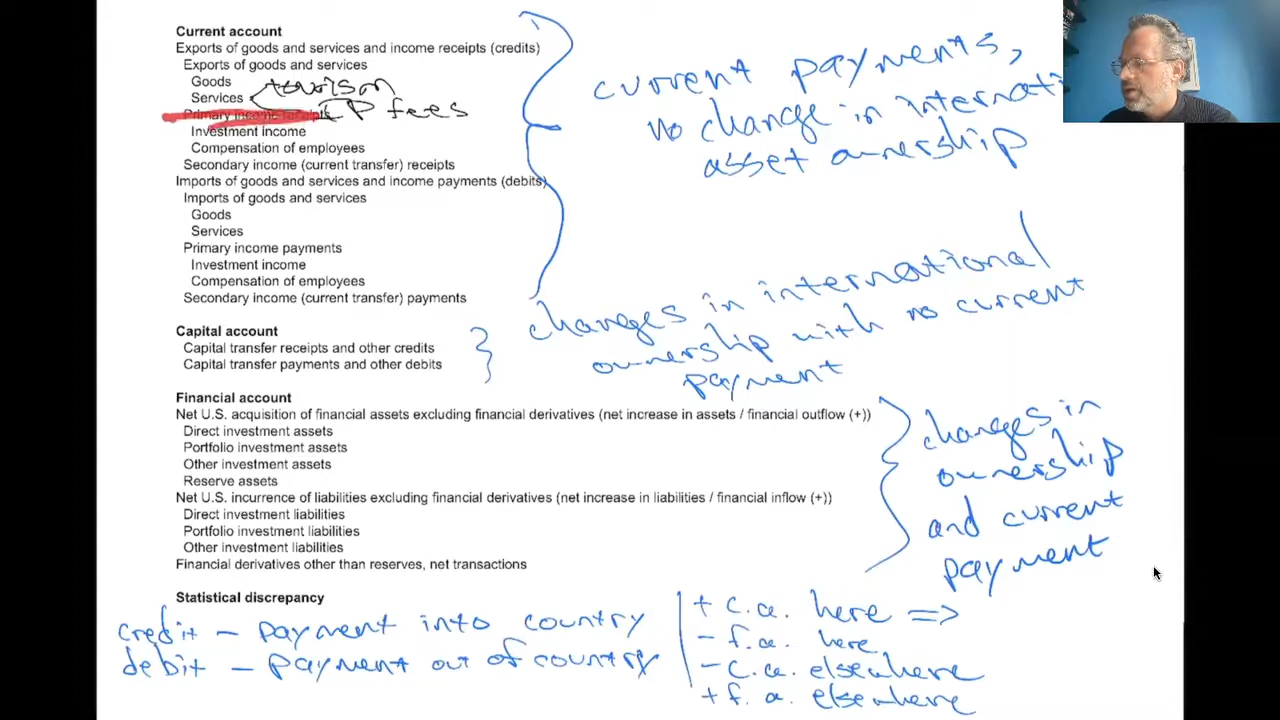 Current account
Exports of goods and services and income receipts (credits)
Exports of goods and services
Goods
tourism
Services
IP fees
Primary income receipts
Investment income
Compensation of employees
Secondary income (current transfer) receipts
Imports of goods and services and income payments (debits)
Imports of goods and services
Goods
Services
Primary income payments
Investment income
Compensation of employees
Secondary income (current transfer) payments
current payments,
no change in internati
asset ownership
Capital account
Capital transfer receipts and other credits
Capital transfer payments and other debits
changes in international
ownership with no current
payment
Financial account
Net U.S. acquisition of financial assets excluding financial derivatives (net increase in assets / financial outflow (+))
Direct investment assets
Portfolio investment assets
Other investment assets
Reserve assets
Net U.S. incurrence of liabilities excluding financial derivatives (net increase in liabilities / financial inflow (+))
Direct investment liabilities
Portfolio investment liabilities
Other investment liabilities
Financial derivatives other than reserves, net transactions
changes in
ownership
and current
payment
Statistical discrepancy
credit – payment into country
debit – payment out of country
+ c.a. here =>
- f.a. here
- c.a. elsewhere
+ f.a. elsewhere